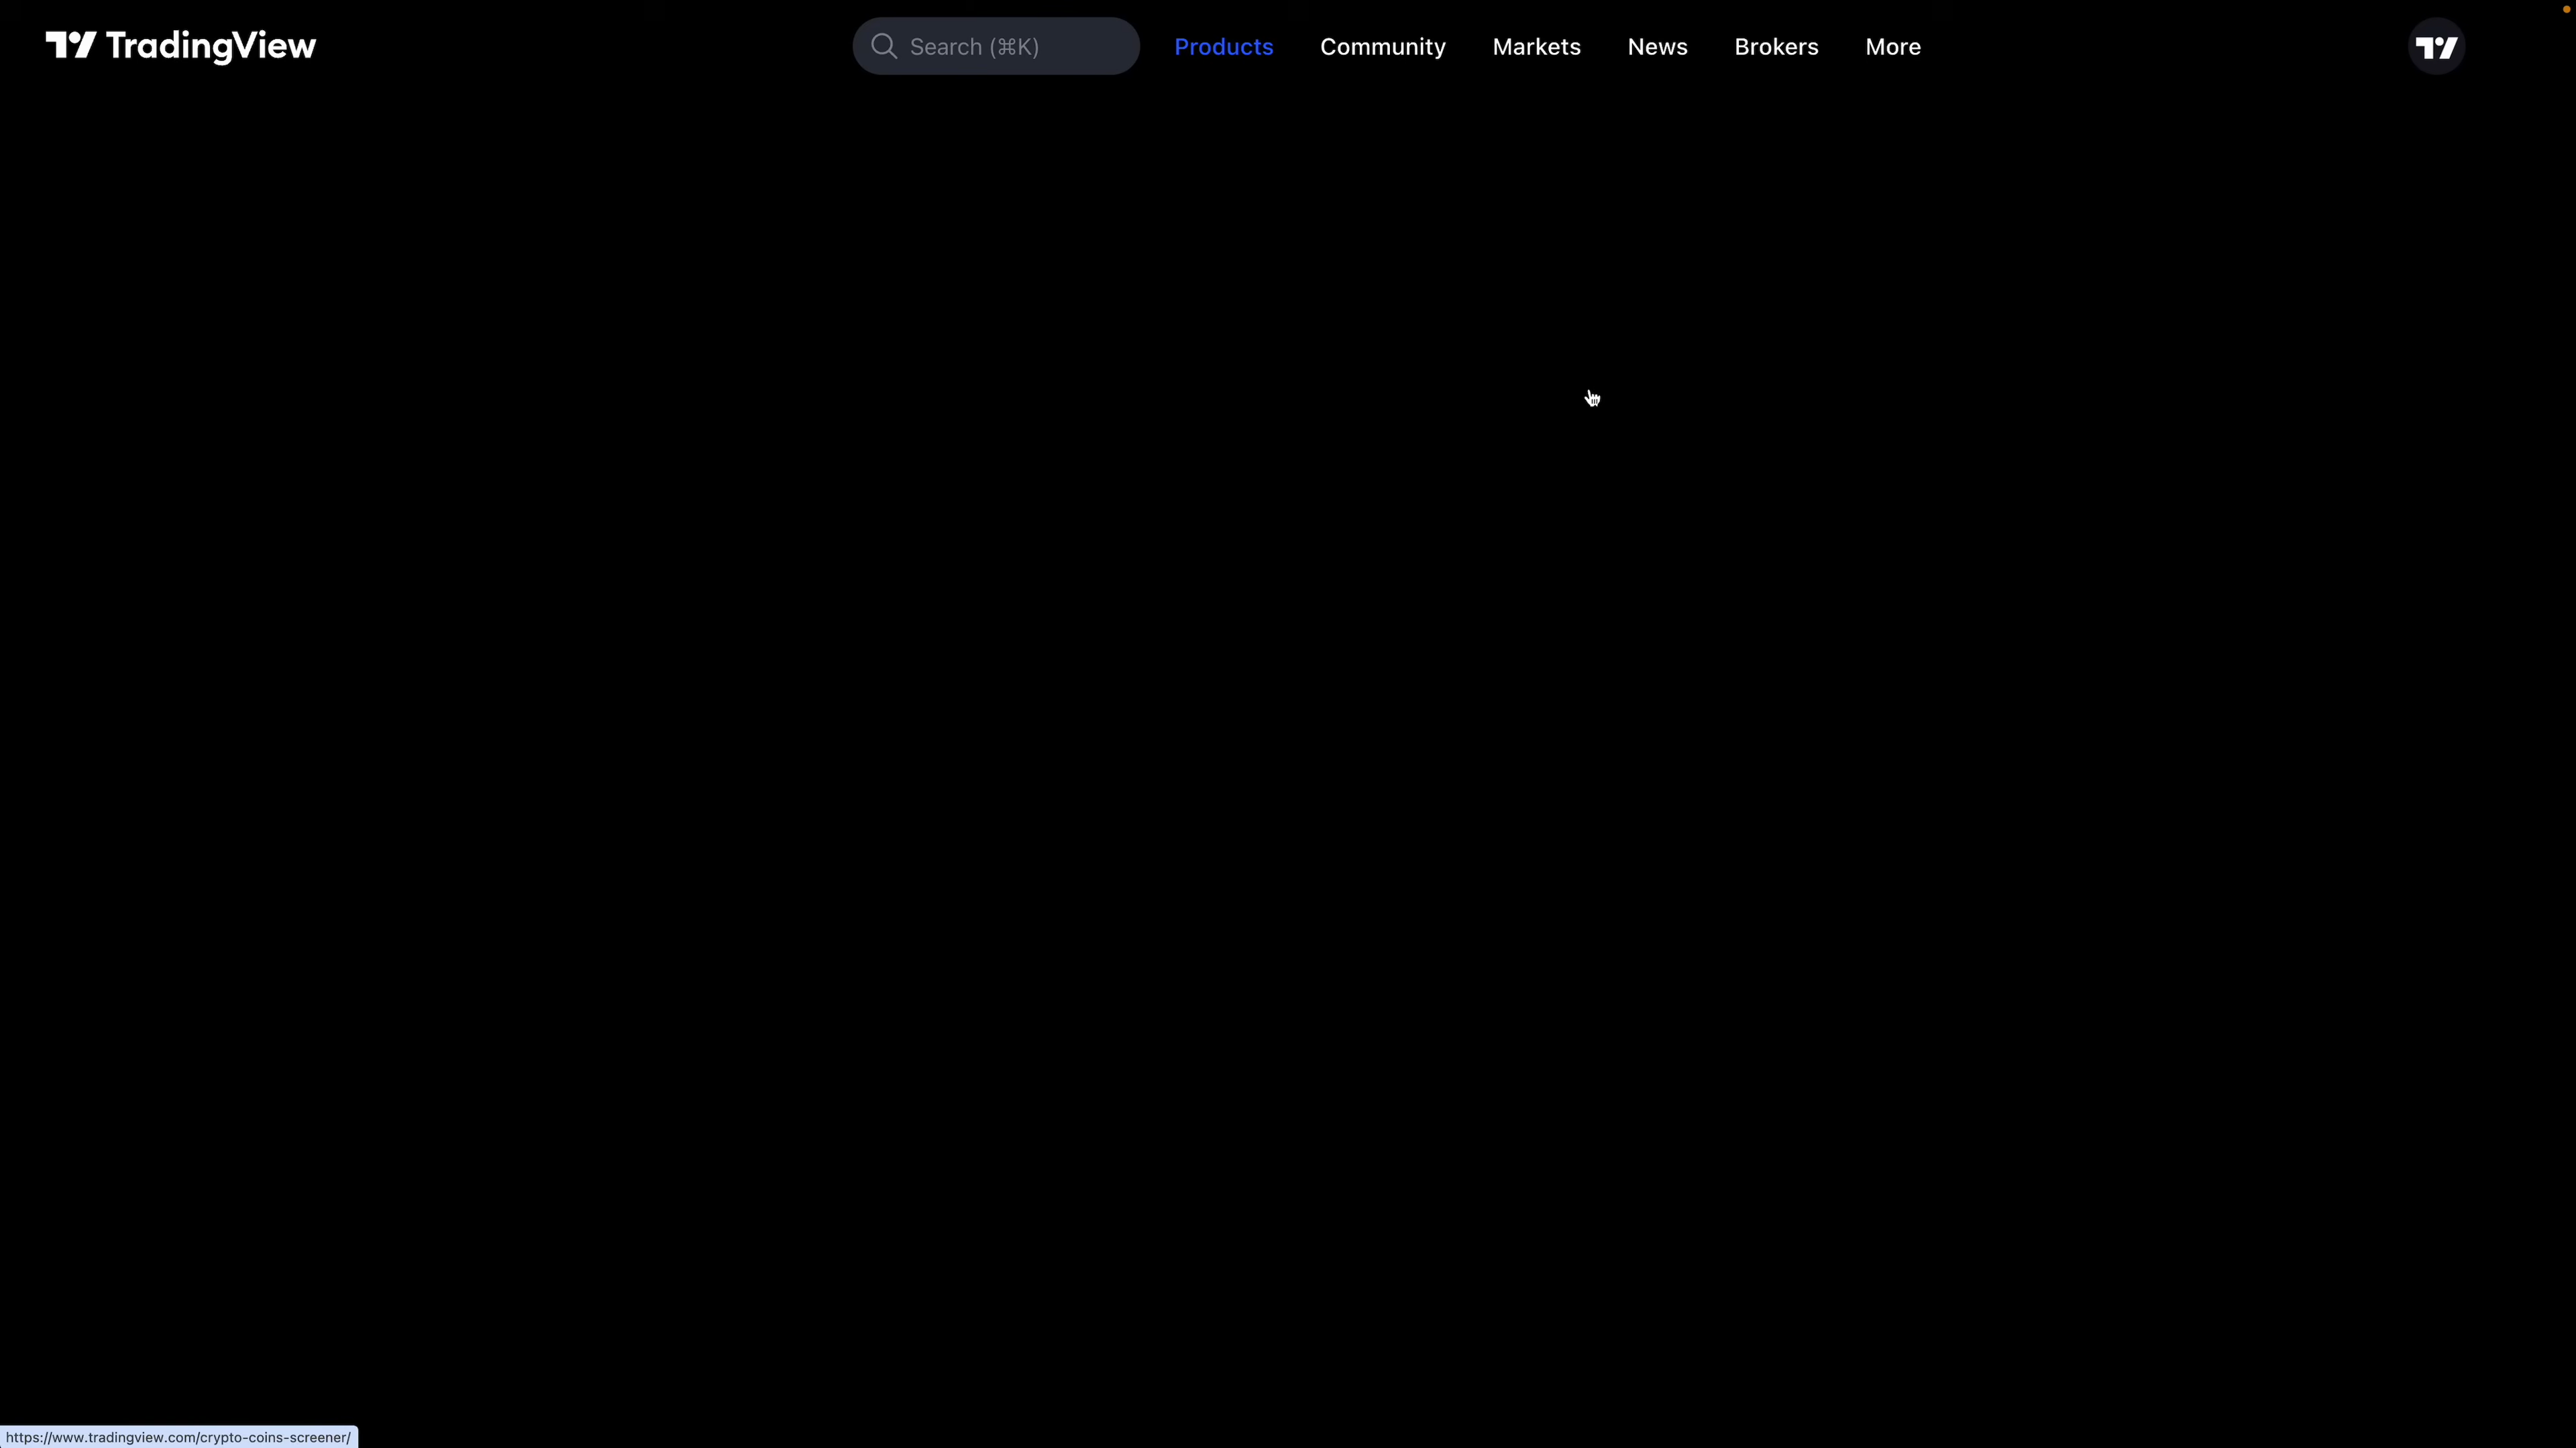 TradingView
Search (⌘K)
Products
Community
Markets
News
Brokers
More
https://www.tradingview.com/crypto-coins-screener/